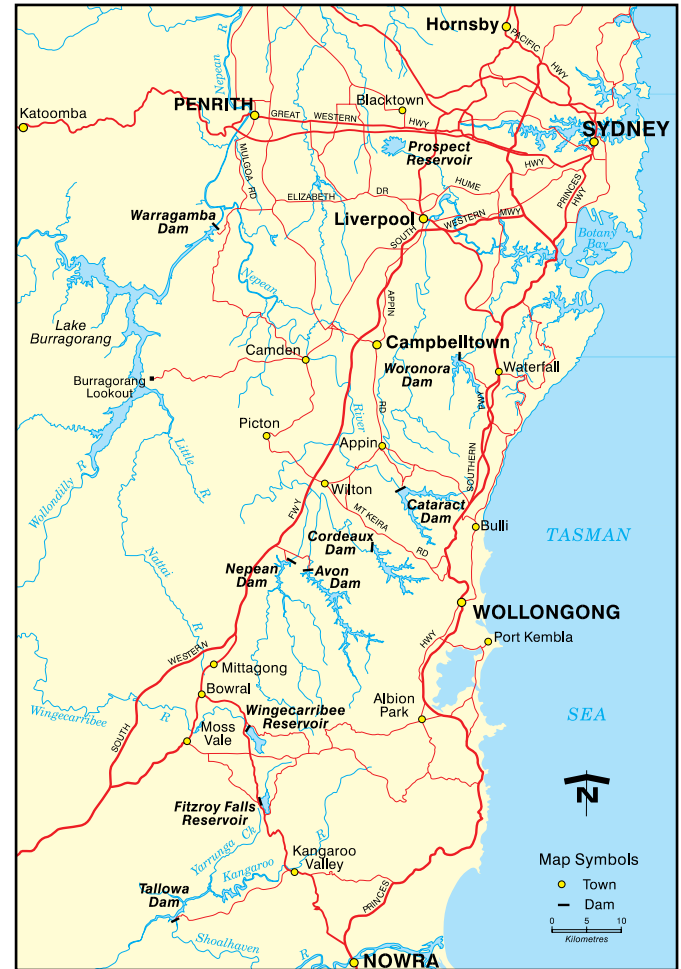 Hornsby
PACIFIC
HWY
Nepean
R
Katoomba
PENRITH
Blacktown
GREAT WESTERN HWY
SYDNEY
Prospect
Reservoir
HWY
MULGOA RD
ELIZABETH DR
HUME
PRINCES
HWY
Warragamba
Dam
Liverpool
SOUTH
WESTERN MWY
Botany
Bay
Nepean
APPIN
Lake
Burragorang
Camden
Campbelltown
Woronora
Dam
Waterfall
Burragorang
Lookout
FWY
River
RD
Picton
Appin
Little
R
SOUTHERN
Wollondilly R
Wilton
Cataract
Dam
MT KEIRA
RD
FWY
Bulli
TASMAN
Cordeaux
Dam
Nattai
R
Nepean
Dam
Avon
Dam
WOLLONGONG
Port Kembla
HWY
WESTERN
Mittagong
Bowral
Wingecarribee
R
Wingecarribee
Reservoir
Albion
Park
SEA
SOUTH
Moss
Vale
N
Fitzroy Falls
Reservoir
Yarrunga Ck
Kangaroo
R
Kangaroo
Valley
Map Symbols
Town
Dam
0 5 10
Kilometres
Tallowa
Dam
PRINCES
Shoalhaven
R
NOWRA